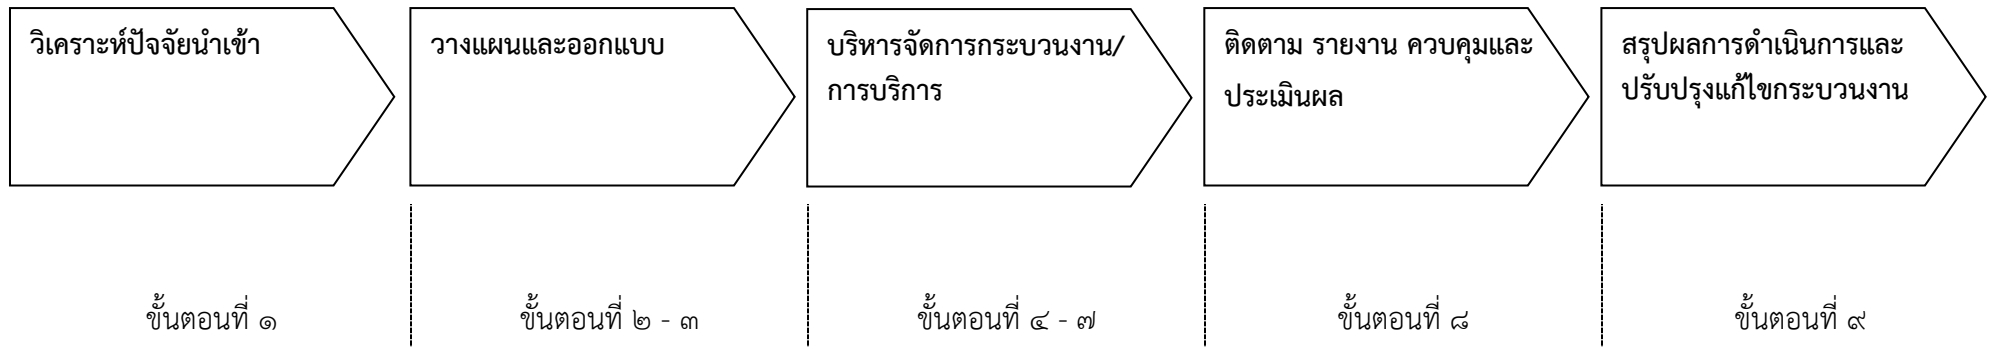 วิเคราะห์ปัจจัยนำเข้า
วางแผนและออกแบบ
บริหารจัดการกระบวนงาน/
การบริการ
ติดตาม รายงาน ควบคุมและ
ประเมินผล
สรุปผลการดำเนินการและ
ปรับปรุงแก้ไขกระบวนงาน
ขั้นตอนที่ ๑
ขั้นตอนที่ ๒ - ๓
ขั้นตอนที่ ๔ - ๗
ขั้นตอนที่ ๘
ขั้นตอนที่ ๙